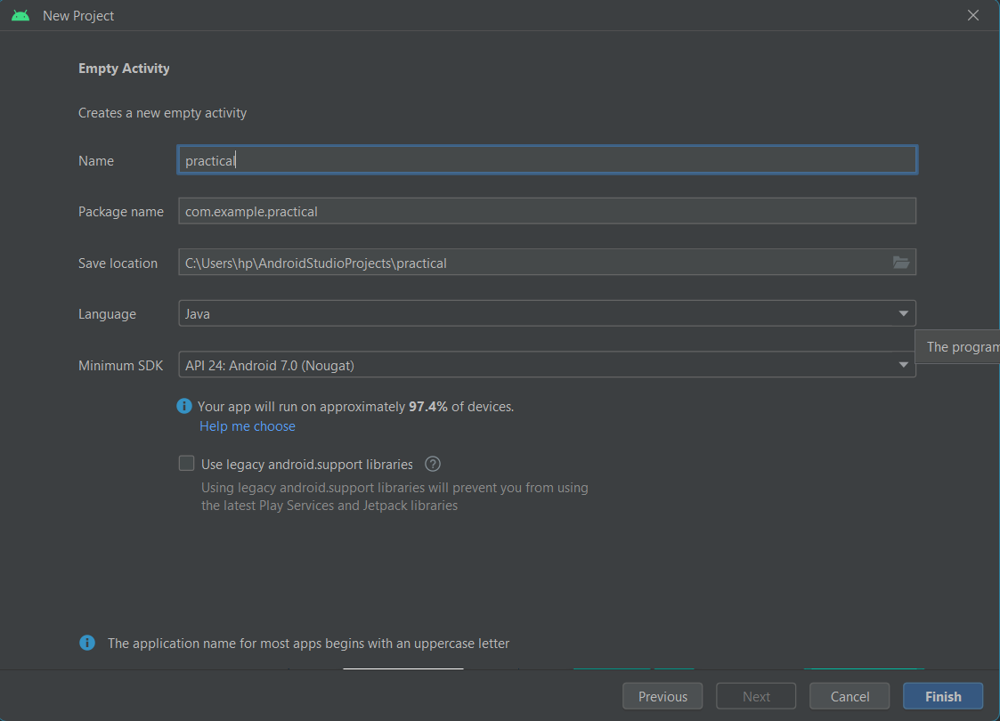 New Project
Empty Activity
Creates a new empty activity
Name practical
Package name com.example.practical
Save location C:\Users\hp\AndroidStudioProjects\practical
Language Java
The program
Minimum SDK API 24: Android 7.0 (Nougat)
Your app will run on approximately 97.4% of devices.
Help me choose
Use legacy android.support libraries ?
Using legacy android.support libraries will prevent you from using
the latest Play Services and Jetpack libraries
The application name for most apps begins with an uppercase letter
Previous Next Cancel Finish